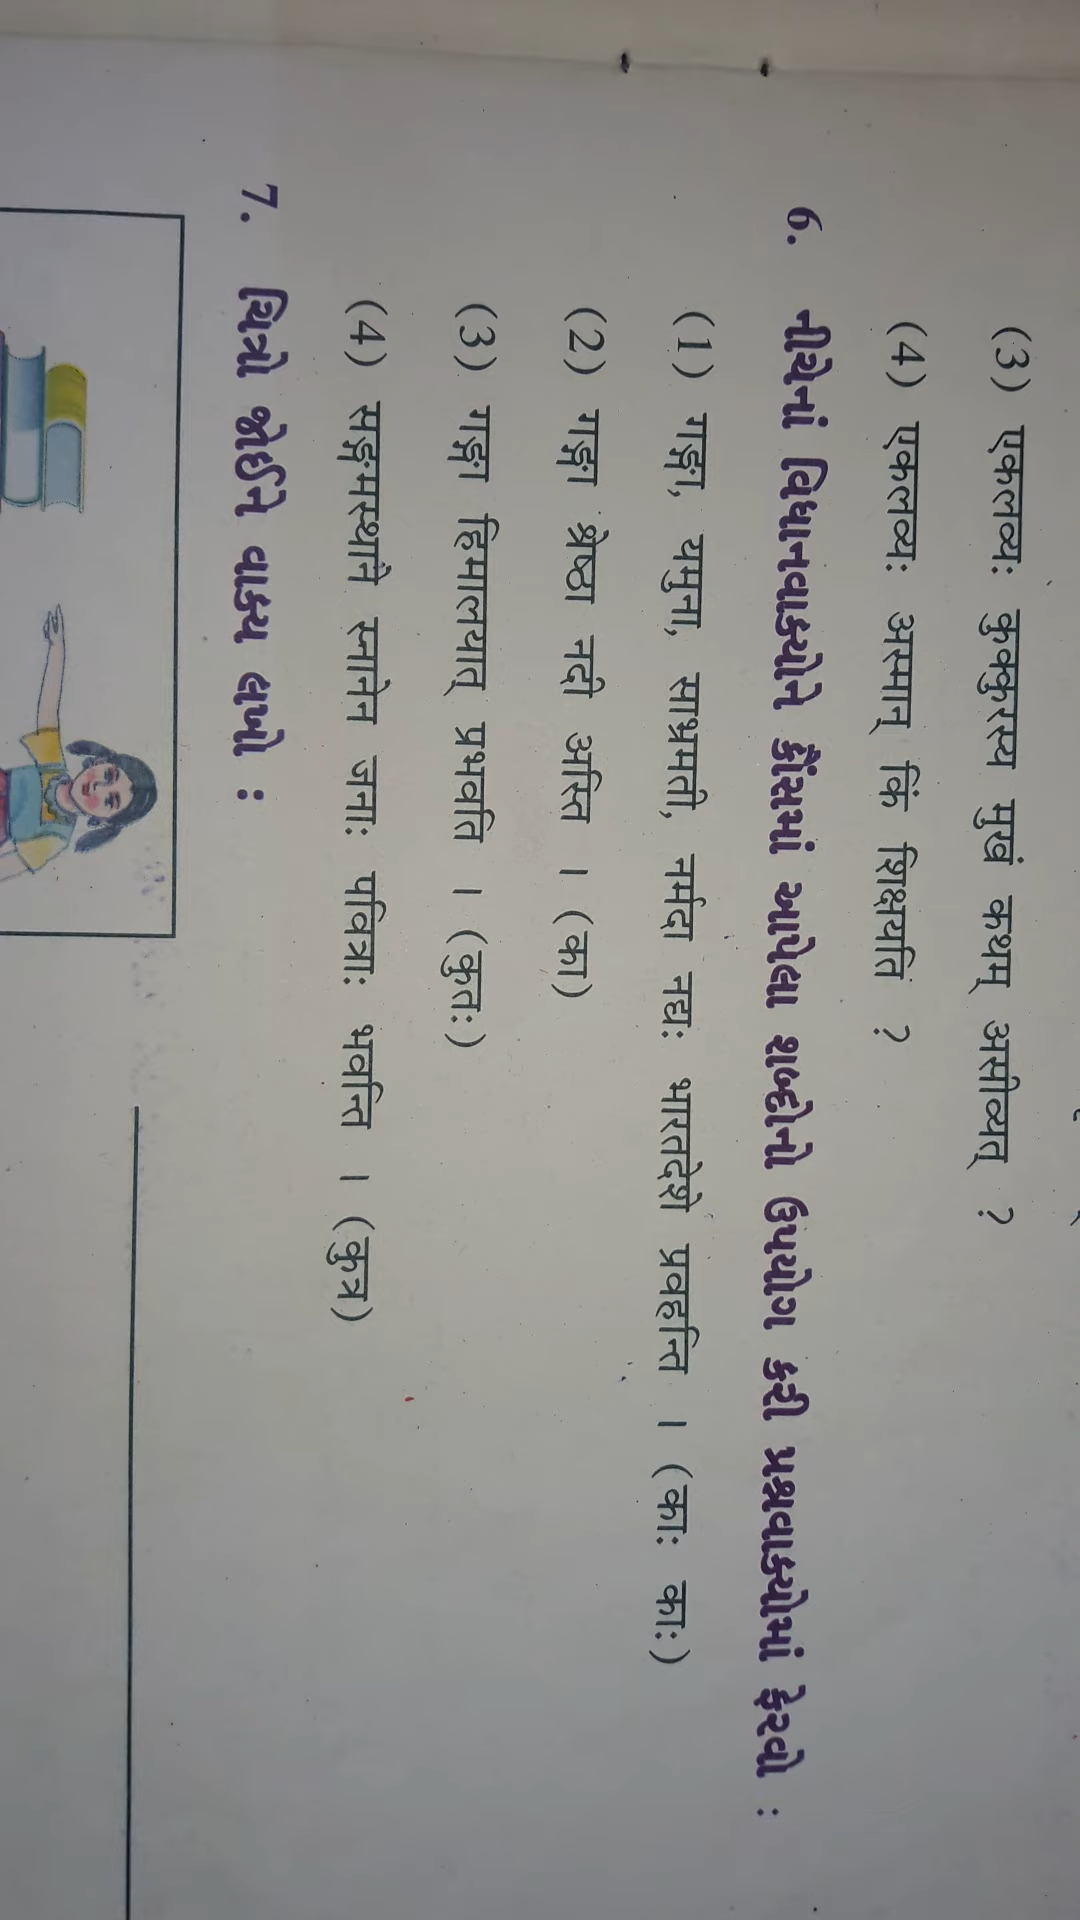 (3) एकलव्यः कुक्कुरस्य मुखं कथम् असीव्यत् ?
(4) एकलव्यः अस्मान् किं शिक्षयति ?
6. નીચેનાં વિધાનવાક્યોને કૌંસમાં આપેલા શબ્દોનો ઉપયોગ કરી પ્રશ્નવાક્યોમાં ફેરવો :
(1) गङ्गा, यमुना, साभ्रमती, नर्मदा नद्यः भारतदेशे प्रवहन्ति । (काः काः)
(2) गङ्गा श्रेष्ठा नदी अस्ति । (का)
(3) गङ्गा हिमालयात् प्रभवति । (कुतः)
(4) सङ्गमस्थाने स्नानेन जनाः पवित्राः भवन्ति । (कुत्र)
7. ચિત્રો જોઈને વાક્ય લખો :